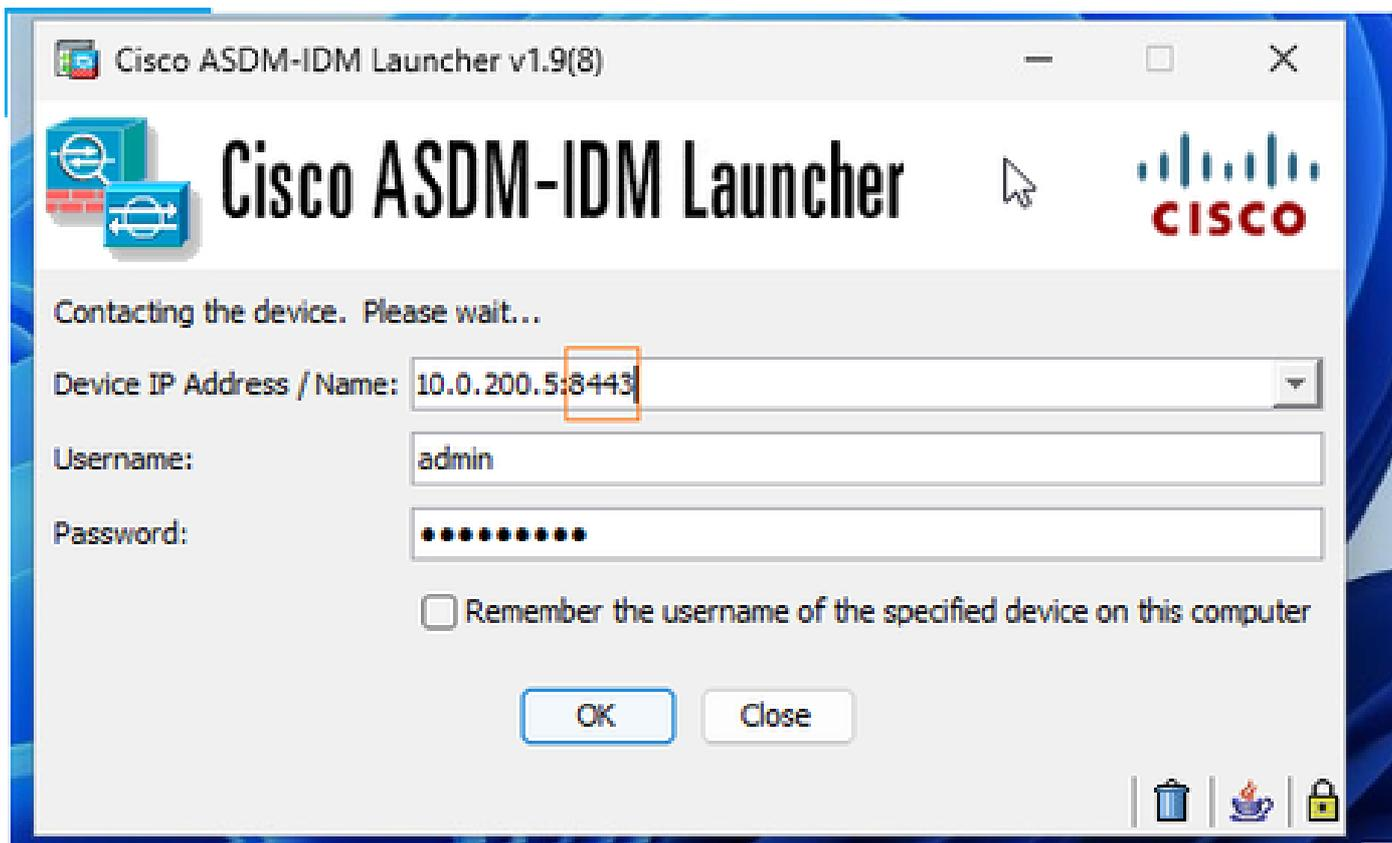 Cisco ASDM-IDM Launcher v1.9(8)
Cisco ASDM-IDM Launcher
CISCO
Contacting the device. Please wait...
Device IP Address / Name: 10.0.200.5:8443
Username: admin
Password: •••••••••
Remember the username of the specified device on this computer
OK Close